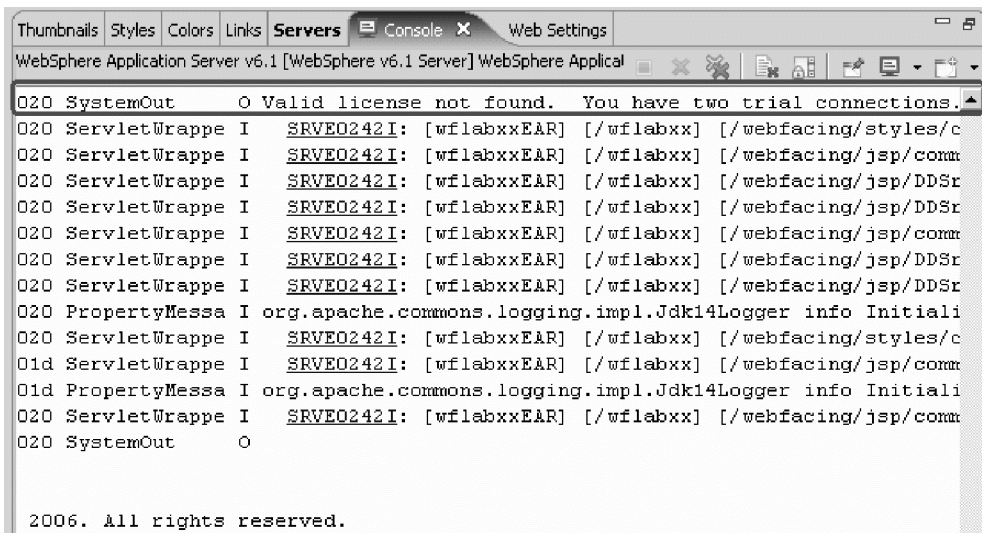 Thumbnails Styles Colors Links Servers Console Web Settings
WebSphere Application Server v6.1 [WebSphere v6.1 Server] WebSphere Applicat
020 SystemOut O Valid license not found. You have two trial connections.
020 ServletWrappe I SRVE0242I: [wflabxxEAR] [/wflabxx] [/webfacing/styles/c
020 ServletWrappe I SRVE0242I: [wflabxxEAR] [/wflabxx] [/webfacing/jsp/comm
020 ServletWrappe I SRVE0242I: [wflabxxEAR] [/wflabxx] [/webfacing/jsp/DDSr
020 ServletWrappe I SRVE0242I: [wflabxxEAR] [/wflabxx] [/webfacing/jsp/DDSr
020 ServletWrappe I SRVE0242I: [wflabxxEAR] [/wflabxx] [/webfacing/jsp/comm
020 ServletWrappe I SRVE0242I: [wflabxxEAR] [/wflabxx] [/webfacing/jsp/DDSr
020 ServletWrappe I SRVE0242I: [wflabxxEAR] [/wflabxx] [/webfacing/jsp/DDSr
020 PropertyMessa I org.apache.commons.logging.impl.Jdk14Logger info Initiali
020 ServletWrappe I SRVE0242I: [wflabxxEAR] [/wflabxx] [/webfacing/styles/c
01d ServletWrappe I SRVE0242I: [wflabxxEAR] [/wflabxx] [/webfacing/jsp/comm
01d PropertyMessa I org.apache.commons.logging.impl.Jdk14Logger info Initiali
020 ServletWrappe I SRVE0242I: [wflabxxEAR] [/wflabxx] [/webfacing/jsp/comm
020 SystemOut O
2006. All rights reserved.